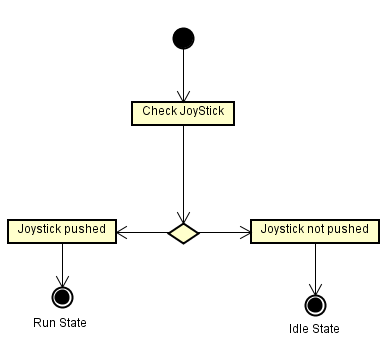 Check JoyStick
Joystick pushed
Joystick not pushed
Run State
Idle State